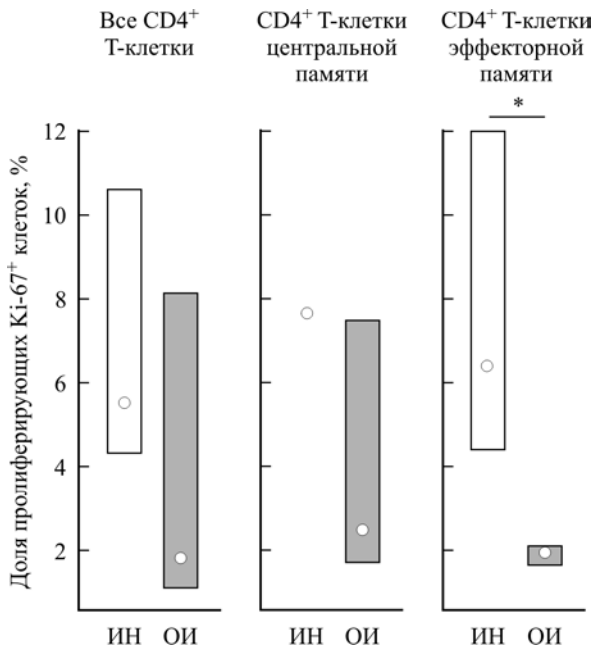 Все CD4⁺
Т-клетки
CD4⁺ Т-клетки
центральной
памяти
CD4⁺ Т-клетки
эффекторной
памяти
*
Доля пролиферирующих Ki-67⁺ клеток, %
12
10
8
6
4
2
ИН ОИ
ИН ОИ
ИН ОИ